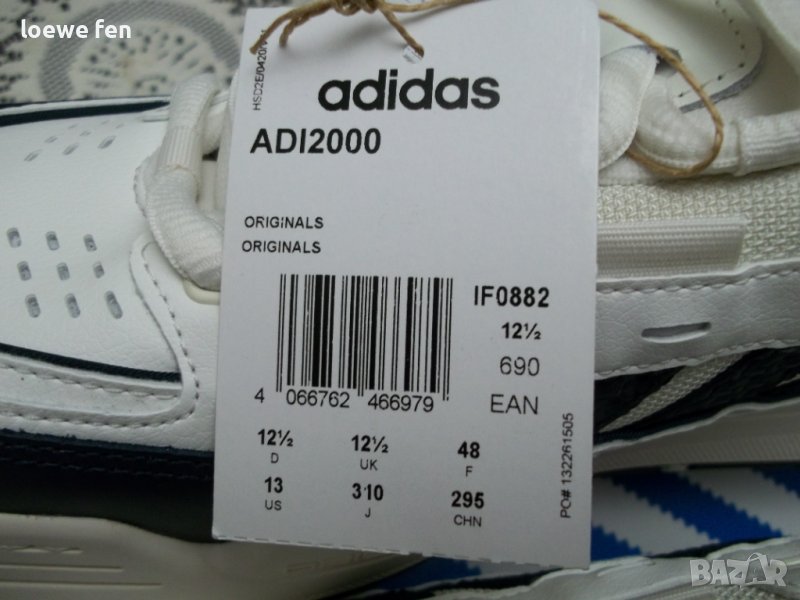 loewe fen
adidas
ADI2000
ORIGINALS
ORIGINALS
IF0882
12½
690
EAN
4 066762 466979
12½ 12½ 48
D UK F
13 310 295
US J CHN
PO# 132261505
BAZAR